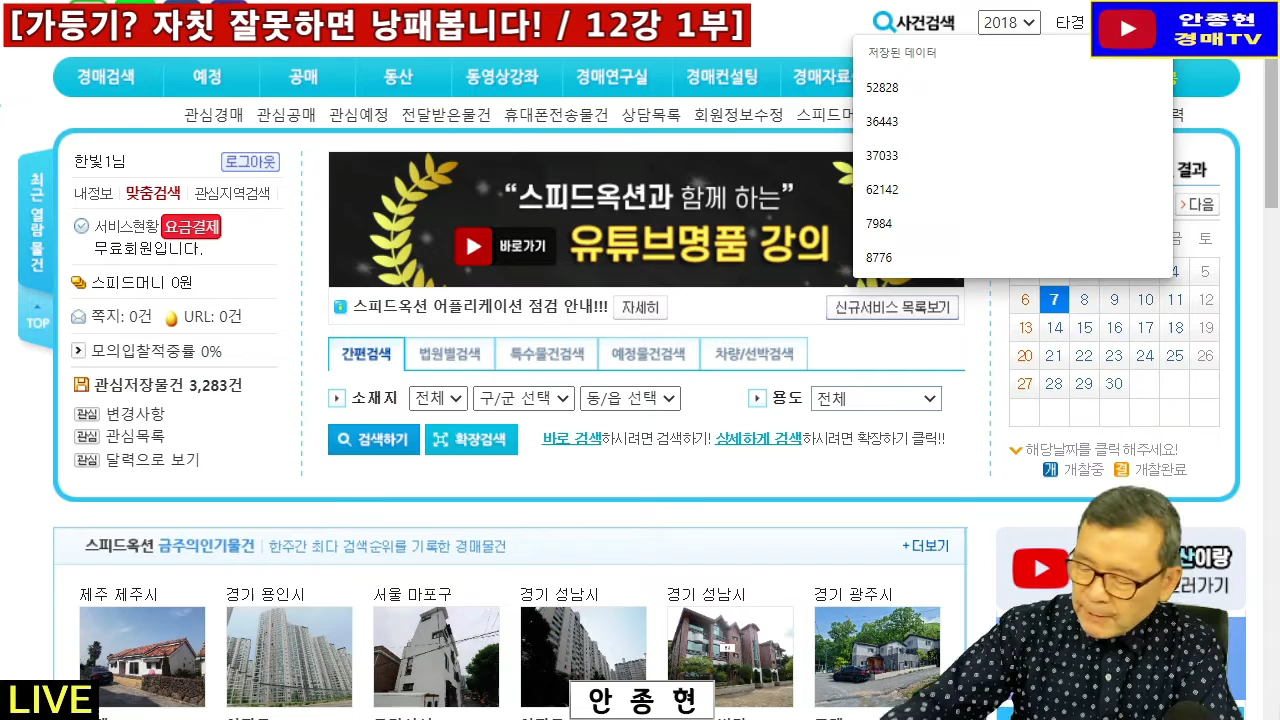 [가등기? 자칫 잘못하면 낭패봅니다! / 12강 1부]
사건검색 2018 타경
안종현
경매TV
저장된 데이터
52828
36443
37033
62142
7984
8776
경매검색 예정 공매 동산 동영상강좌 경매연구실 경매컨설팅 경매자료
관심경매 관심공매 관심예정 전달받은물건 휴대폰전송물건 상담목록 회원정보수정 스피드머
최근 열람 물건
TOP
한빛1님 로그아웃
내정보 맞춤검색 관심지역검색
서비스현황 요금결제
무료회원입니다.
스피드머니 0원
쪽지: 0건 URL: 0건
모의입찰적중률 0%
관심저장물건 3,283건
관심 변경사항
관심 관심목록
관심 달력으로 보기
“스피드옥션과 함께 하는”
바로가기 유튜브명품 강의
스피드옥션 어플리케이션 점검 안내!!! 자세히 신규서비스 목록보기
간편검색 법원별검색 특수물건검색 예정물건검색 차량/선박검색
소재지 전체 구/군 선택 동/읍 선택 용도 전체
검색하기 확장검색 바로 검색하시려면 검색하기! 상세하게 검색하시려면 확장하기 클릭!!
결과
다음
금 토
4 5
6 7 8 9 10 11 12
13 14 15 16 17 18 19
20 21 22 23 24 25 26
27 28 29 30
해당날짜를 클릭 해주세요!
개 개찰중 결 개찰완료
스피드옥션 금주의인기물건 | 한주간 최다 검색순위를 기록한 경매물건 +더보기
제주 제주시 경기 용인시 서울 마포구 경기 성남시 경기 성남시 경기 광주시
산이랑
러가기
LIVE
안 종 현